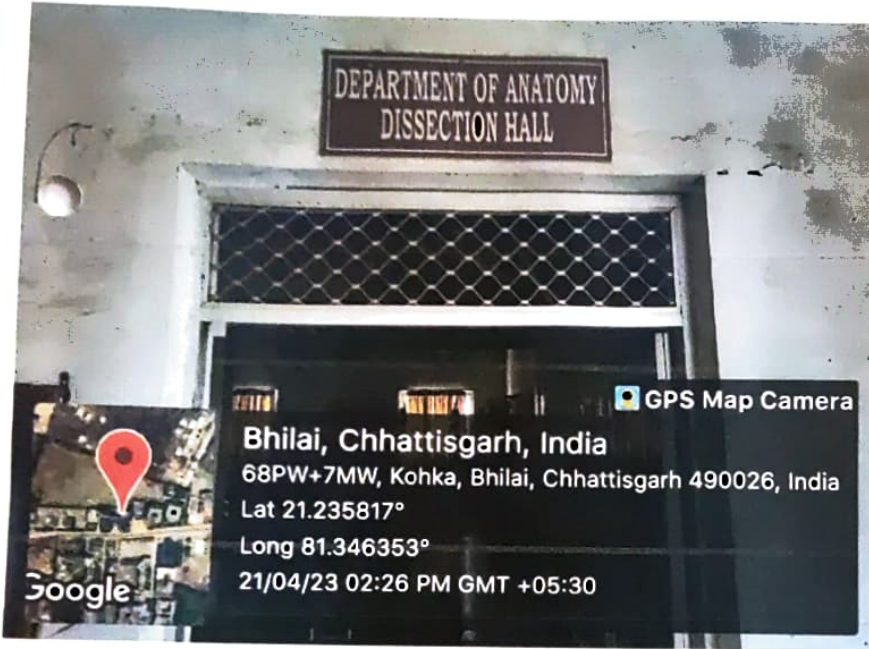 DEPARTMENT OF ANATOMY
DISSECTION HALL
GPS Map Camera
Bhilai, Chhattisgarh, India
68PW+7MW, Kohka, Bhilai, Chhattisgarh 490026, India
Lat 21.235817°
Long 81.346353°
21/04/23 02:26 PM GMT +05:30
Google